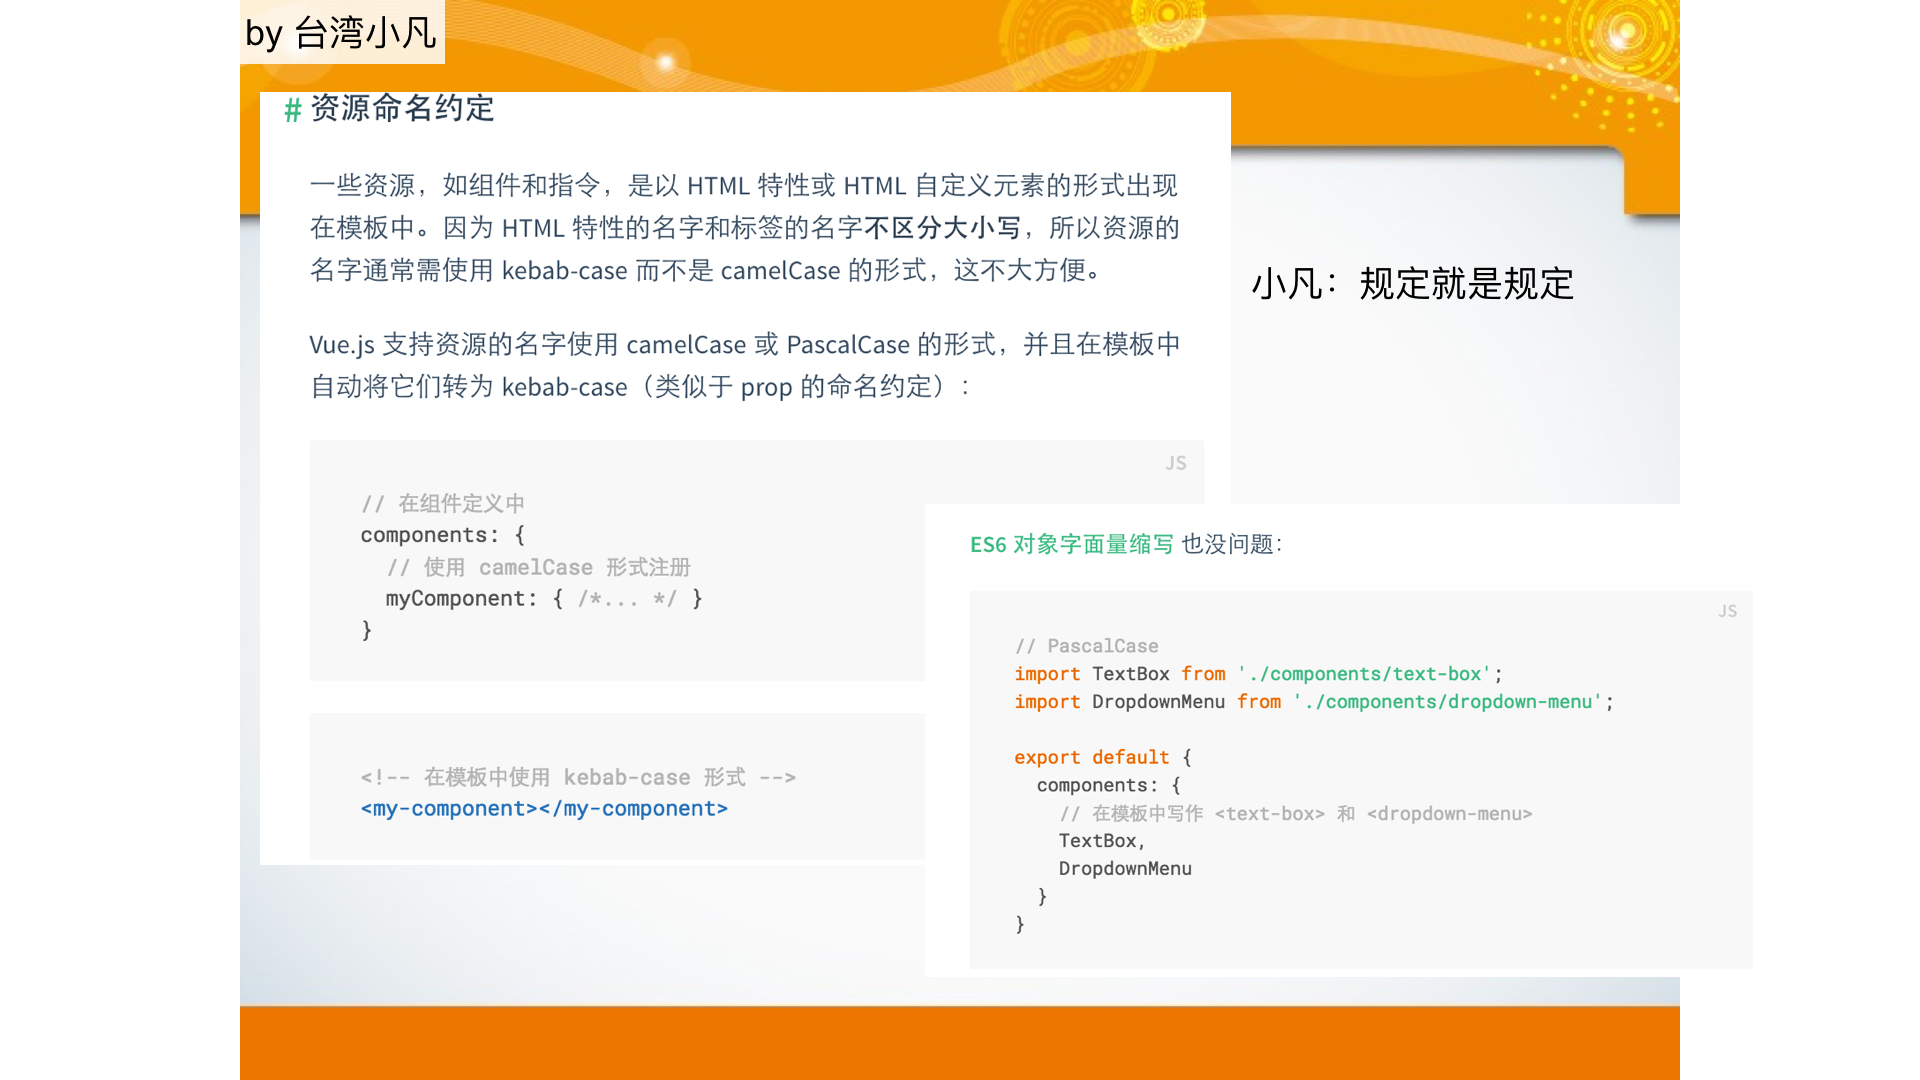 by 台湾小凡
# 资源命名约定
一些资源，如组件和指令，是以 HTML 特性或 HTML 自定义元素的形式出现
在模板中。因为 HTML 特性的名字和标签的名字不区分大小写，所以资源的
名字通常需使用 kebab-case 而不是 camelCase 的形式，这不大方便。
Vue.js 支持资源的名字使用 camelCase 或 PascalCase 的形式，并且在模板中
自动将它们转为 kebab-case（类似于 prop 的命名约定）：
JS
// 在组件定义中
components: {
  // 使用 camelCase 形式注册
  myComponent: { /*... */ }
}
<!-- 在模板中使用 kebab-case 形式 -->
<my-component></my-component>
小凡：规定就是规定
ES6 对象字面量缩写 也没问题：
JS
// PascalCase
import TextBox from './components/text-box';
import DropdownMenu from './components/dropdown-menu';
export default {
  components: {
    // 在模板中写作 <text-box> 和 <dropdown-menu>
    TextBox,
    DropdownMenu
  }
}